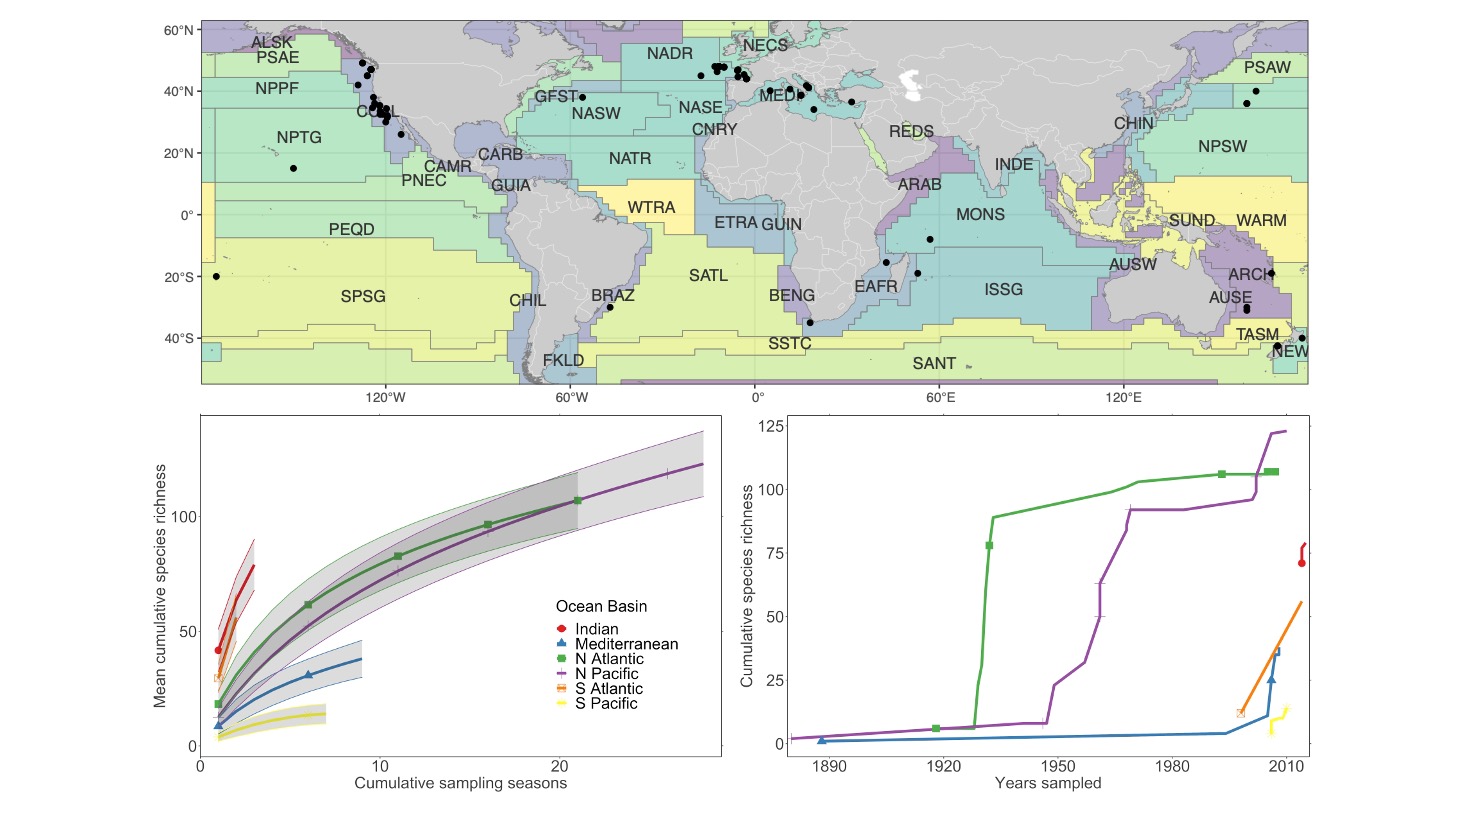 60°N
40°N
20°N
0°
20°S
40°S
ALSK
PSAE
NPPF
NPTG
CAMR
PNEC
PEQD
SPSG
CHIL
CARB
GUIA
GFST
NASW
NADR
NECS
NASE
CNRY
NATR
WTRA
ETRA
GUIN
SATL
BRAZ
BENG
FKLD
SSTC
SANT
REDS
ARAB
INDE
MONS
EAFR
ISSG
AUSW
CHIN
PSAW
NPSW
SUND
WARM
AUSE
TASM
120°W
60°W
0°
60°E
120°E
Mean cumulative species richness
100
50
0
0
10
20
Cumulative sampling seasons
Ocean Basin
Indian
Mediterranean
N Atlantic
N Pacific
S Atlantic
S Pacific
Cumulative species richness
125
100
75
50
25
0
1890
1920
1950
1980
2010
Years sampled